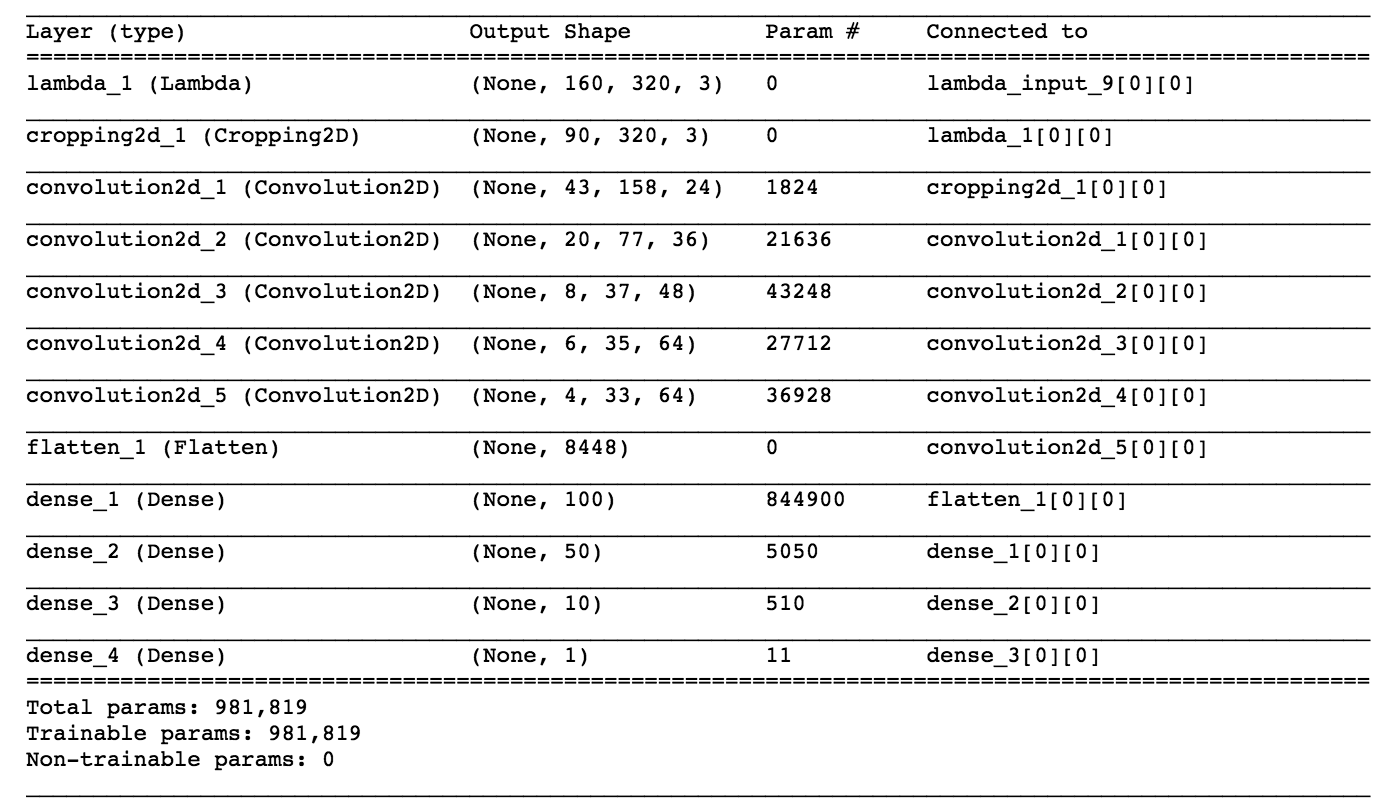 Layer (type) Output Shape Param # Connected to
lambda_1 (Lambda) (None, 160, 320, 3) 0 lambda_input_9[0][0]
cropping2d_1 (Cropping2D) (None, 90, 320, 3) 0 lambda_1[0][0]
convolution2d_1 (Convolution2D) (None, 43, 158, 24) 1824 cropping2d_1[0][0]
convolution2d_2 (Convolution2D) (None, 20, 77, 36) 21636 convolution2d_1[0][0]
convolution2d_3 (Convolution2D) (None, 8, 37, 48) 43248 convolution2d_2[0][0]
convolution2d_4 (Convolution2D) (None, 6, 35, 64) 27712 convolution2d_3[0][0]
convolution2d_5 (Convolution2D) (None, 4, 33, 64) 36928 convolution2d_4[0][0]
flatten_1 (Flatten) (None, 8448) 0 convolution2d_5[0][0]
dense_1 (Dense) (None, 100) 844900 flatten_1[0][0]
dense_2 (Dense) (None, 50) 5050 dense_1[0][0]
dense_3 (Dense) (None, 10) 510 dense_2[0][0]
dense_4 (Dense) (None, 1) 11 dense_3[0][0]
Total params: 981,819
Trainable params: 981,819
Non-trainable params: 0